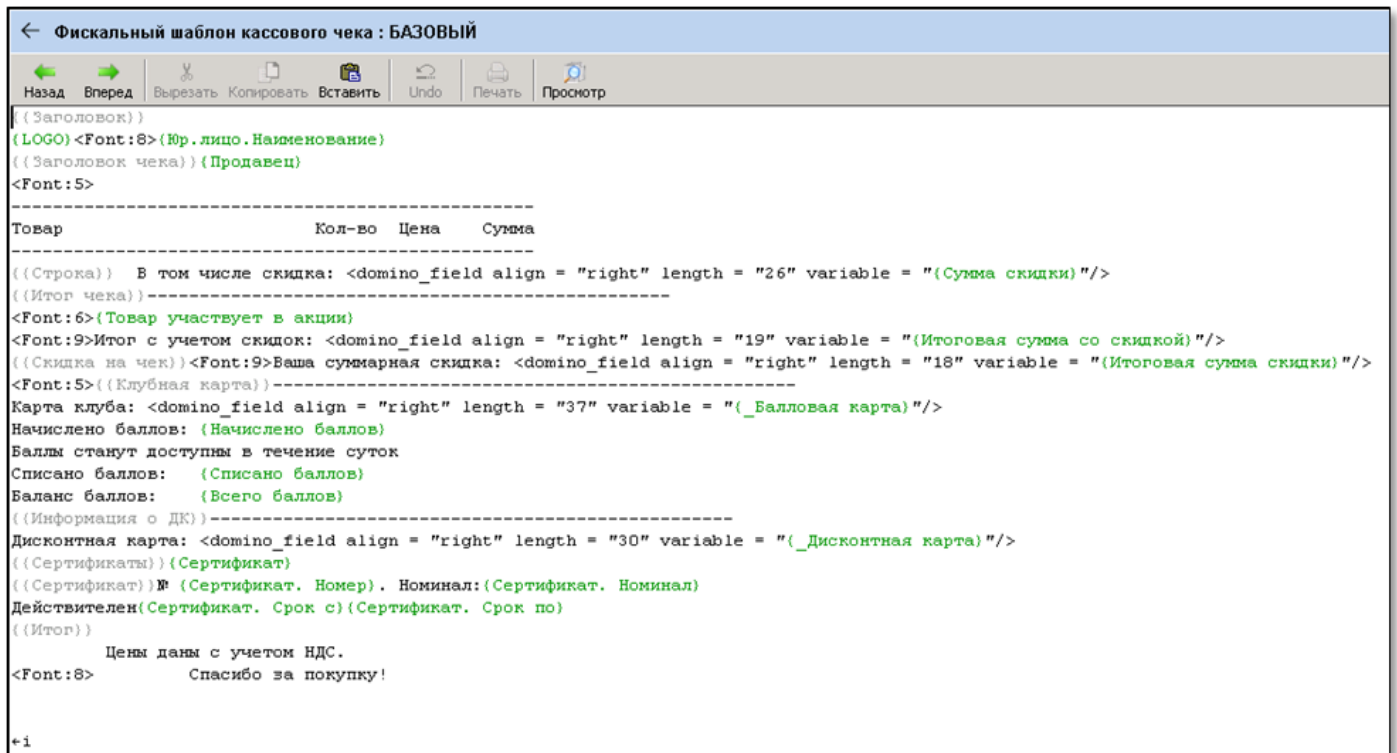 ← Фискальный шаблон кассового чека : БАЗОВЫЙ
Назад Вперед Вырезать Копировать Вставить Undo Печать Просмотр
{{Заголовок}}
{LOGO}<Font:8>{Юр.лицо.Наименование}
{{Заголовок чека}}{Продавец}
<Font:5>
--------------------------------------------------
Товар                        Кол-во  Цена    Сумма
--------------------------------------------------
{{Строка}}  В том числе скидка: <domino_field align = "right" length = "26" variable = "{Сумма скидки}"/>
{{Итог чека}}--------------------------------------------------
<Font:6>{Товар участвует в акции}
<Font:9>Итог с учетом скидок: <domino_field align = "right" length = "19" variable = "{Итоговая сумма со скидкой}"/>
{{Скидка на чек}}<Font:9>Ваша суммарная скидка: <domino_field align = "right" length = "18" variable = "{Итоговая сумма скидки}"/>
<Font:5>{{Клубная карта}}--------------------------------------------------
Карта клуба: <domino_field align = "right" length = "37" variable = "{_Балловая карта}"/>
Начислено баллов: {Начислено баллов}
Баллы станут доступны в течение суток
Списано баллов:   {Списано баллов}
Баланс баллов:    {Всего баллов}
{{Информация о ДК}}--------------------------------------------------
Дисконтная карта: <domino_field align = "right" length = "30" variable = "{_Дисконтная карта}"/>
{{Сертификаты}}{Сертификат}
{{Сертификат}}№ {Сертификат. Номер}. Номинал:{Сертификат. Номинал}
Действителен{Сертификат. Срок с}{Сертификат. Срок по}
{{Итог}}
         Цены даны с учетом НДС.
<Font:8>         Спасибо за покупку!
←i